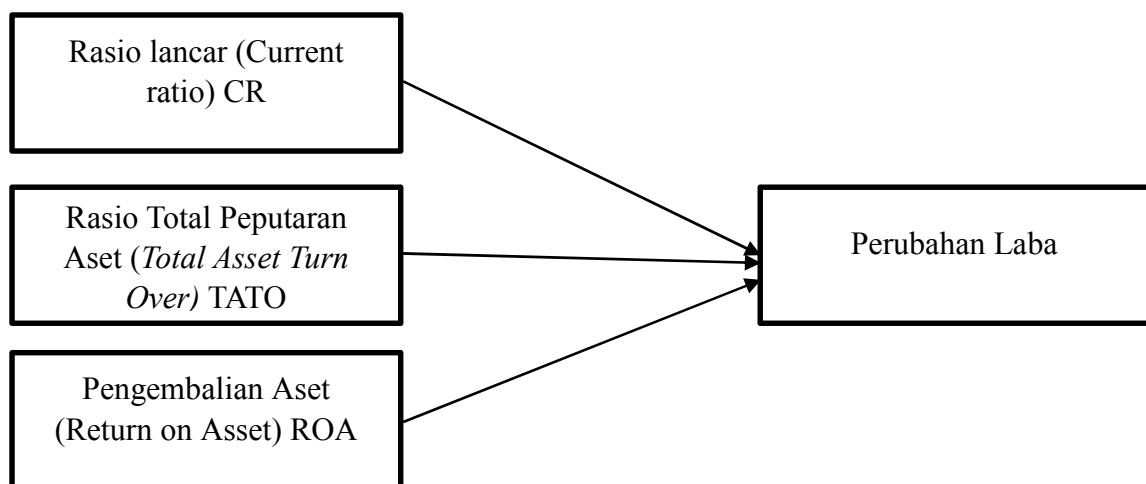 Rasio lancar (Current
ratio) CR
Rasio Total Peputaran
Aset (Total Asset Turn
Over) TATO
Perubahan Laba
Pengembalian Aset
(Return on Asset) ROA